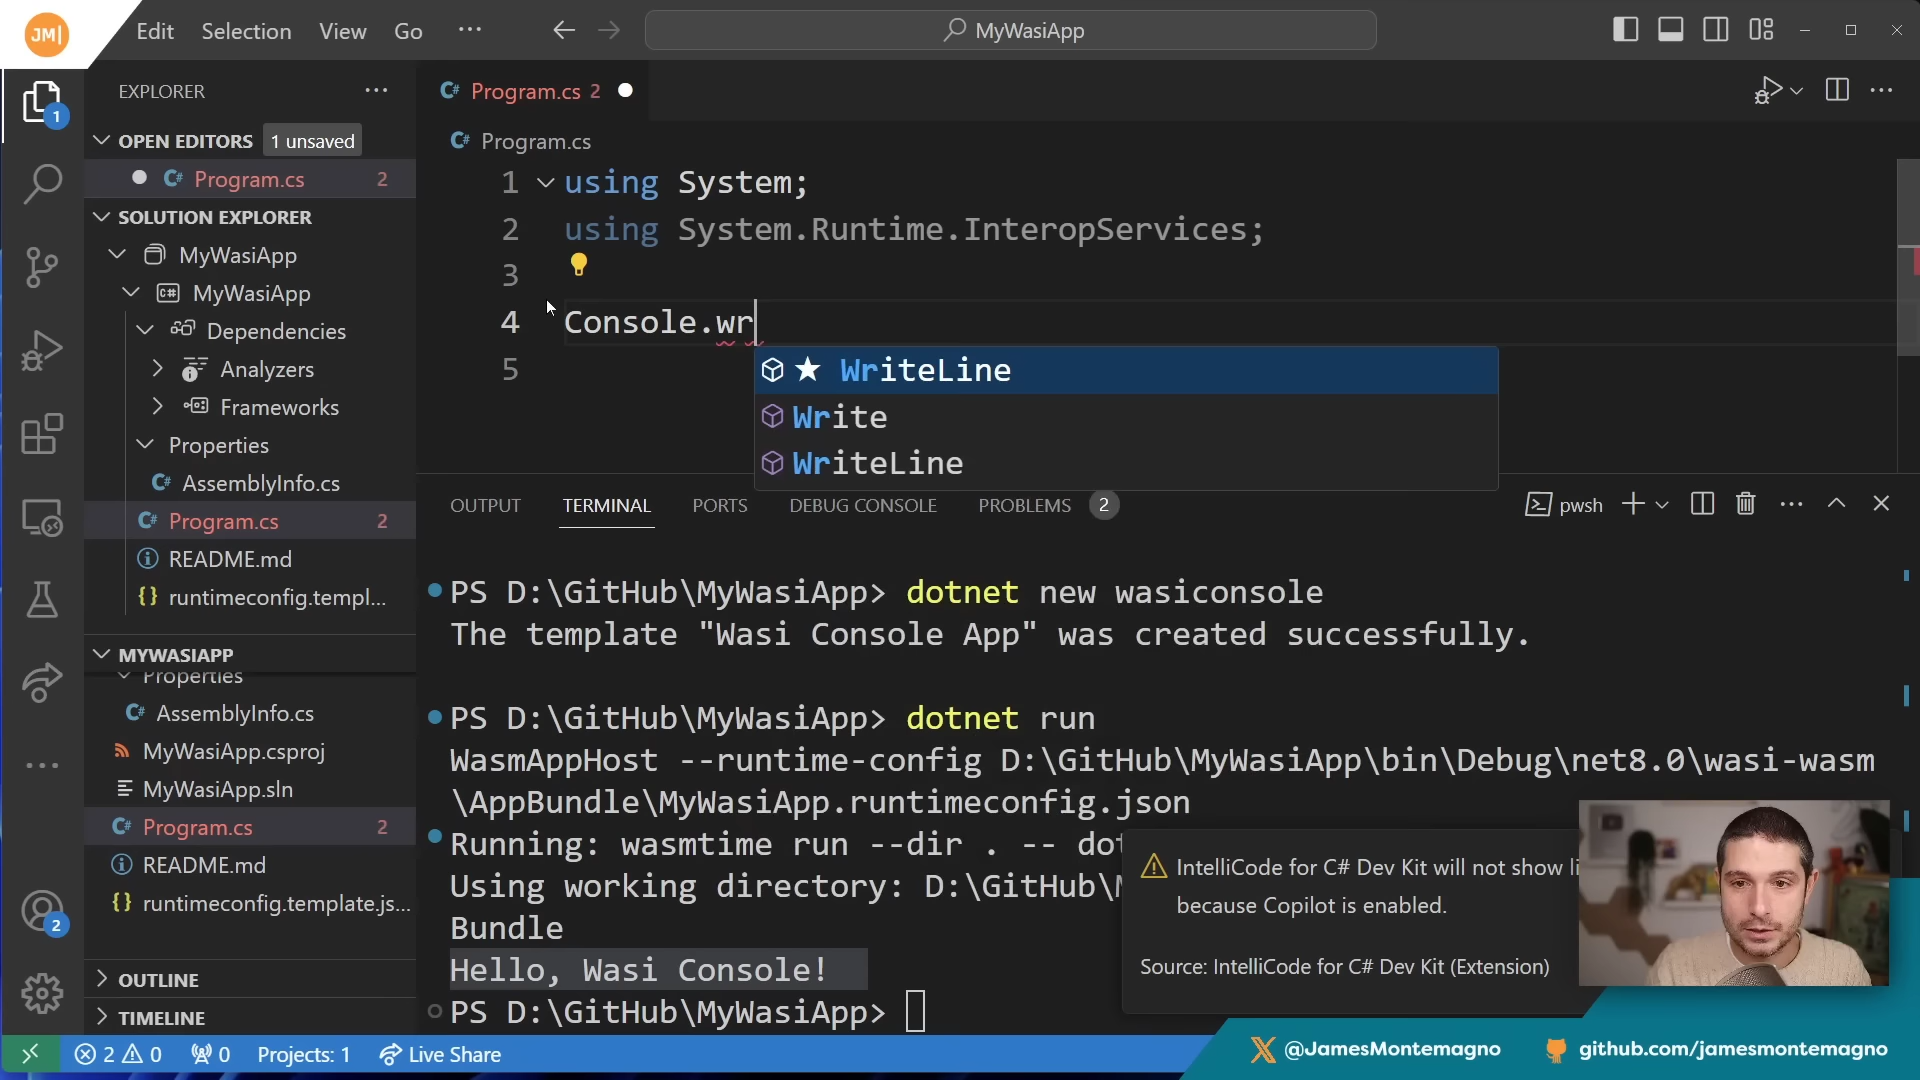 JM|
Edit Selection View Go ··· MyWasiApp
EXPLORER ···
1
OPEN EDITORS 1 unsaved
Program.cs 2
SOLUTION EXPLORER
MyWasiApp
MyWasiApp
Dependencies
Analyzers
Frameworks
Properties
AssemblyInfo.cs
Program.cs 2
README.md
runtimeconfig.templ...
MYWASIAPP
Properties
AssemblyInfo.cs
MyWasiApp.csproj
MyWasiApp.sln
Program.cs 2
README.md
runtimeconfig.template.js...
2
OUTLINE
TIMELINE
Program.cs 2
Program.cs
1 using System;
2 using System.Runtime.InteropServices;
3
4 Console.wr
5
WriteLine
Write
WriteLine
OUTPUT TERMINAL PORTS DEBUG CONSOLE PROBLEMS 2 pwsh
PS D:\GitHub\MyWasiApp> dotnet new wasiconsole
The template "Wasi Console App" was created successfully.
PS D:\GitHub\MyWasiApp> dotnet run
WasmAppHost --runtime-config D:\GitHub\MyWasiApp\bin\Debug\net8.0\wasi-wasm
\AppBundle\MyWasiApp.runtimeconfig.json
Running: wasmtime run --dir . -- do
Using working directory: D:\GitHub\
Bundle
Hello, Wasi Console!
PS D:\GitHub\MyWasiApp>
IntelliCode for C# Dev Kit will not show li
because Copilot is enabled.
Source: IntelliCode for C# Dev Kit (Extension)
2 0 0 Projects: 1 Live Share
@JamesMontemagno github.com/jamesmontemagno